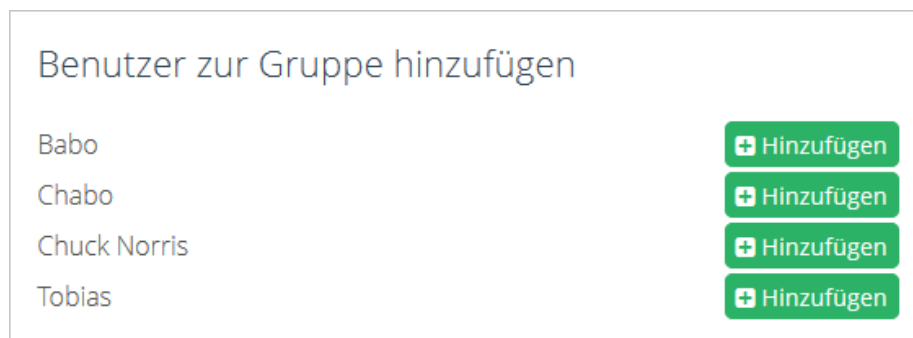 Benutzer zur Gruppe hinzufügen
Babo Hinzufügen
Chabo Hinzufügen
Chuck Norris Hinzufügen
Tobias Hinzufügen